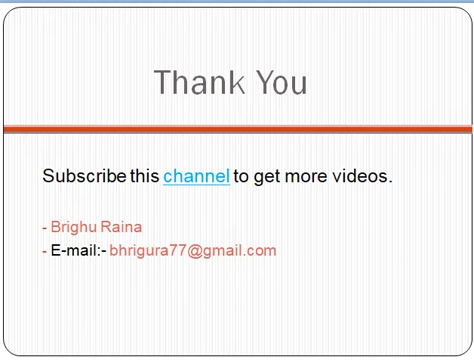 Thank You
Subscribe this channel to get more videos.
- Brighu Raina
- E-mail:- bhrigura77@gmail.com